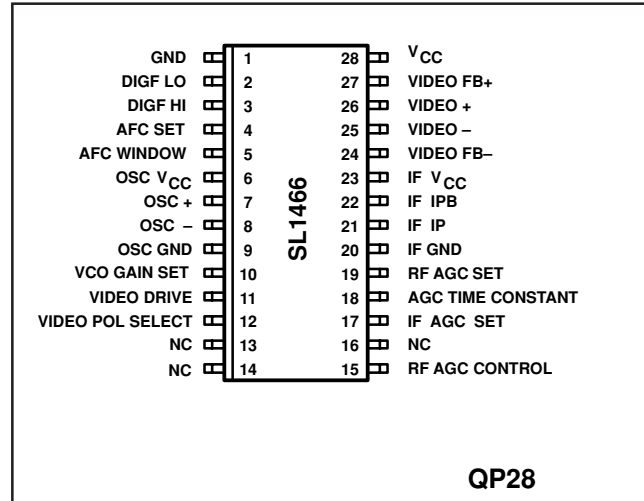 GND 1 28 VCC
DIGF LO 2 27 VIDEO FB+
DIGF HI 3 26 VIDEO +
AFC SET 4 25 VIDEO –
AFC WINDOW 5 24 VIDEO FB–
OSC VCC 6 23 IF VCC
OSC + 7 22 IF IPB
OSC – 8 21 IF IP
OSC GND 9 20 IF GND
VCO GAIN SET 10 19 RF AGC SET
VIDEO DRIVE 11 18 AGC TIME CONSTANT
VIDEO POL SELECT 12 17 IF AGC SET
NC 13 16 NC
NC 14 15 RF AGC CONTROL
SL1466
QP28